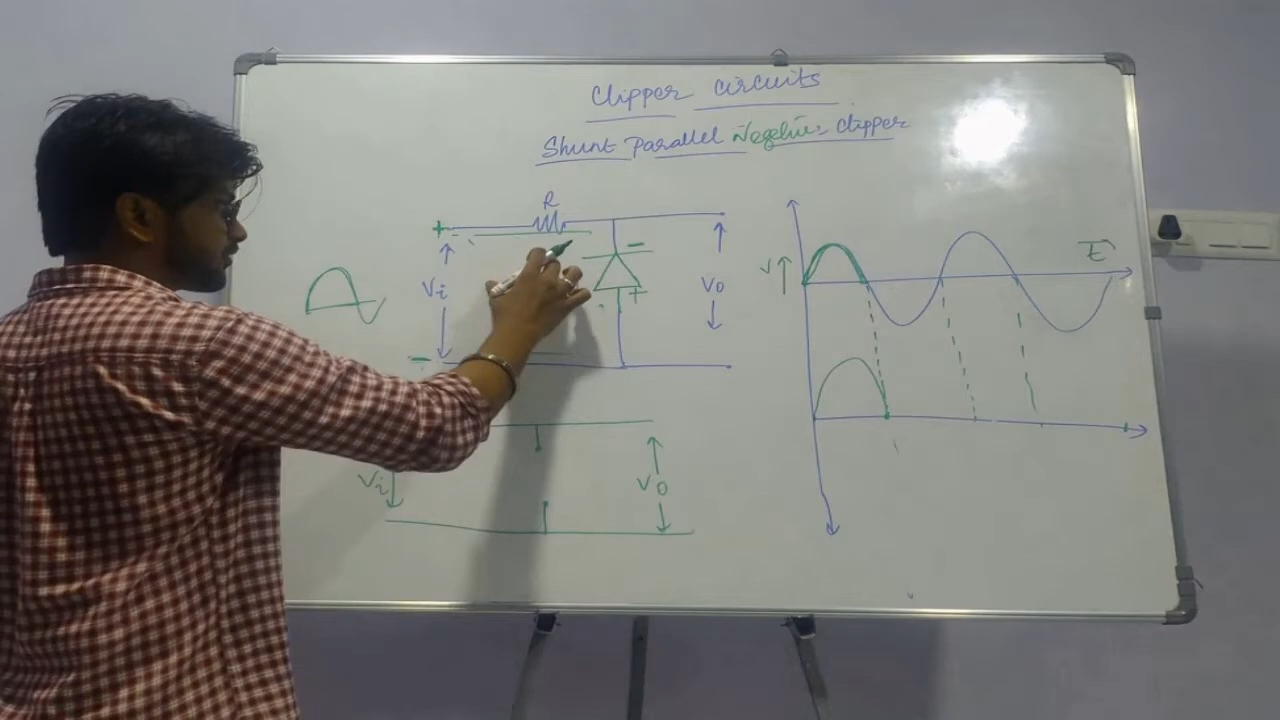 Clipper circuits
Shunt Parallel Negative clipper
R
+
-
Vi
-
+
Vo
V
t
Vi
Vo